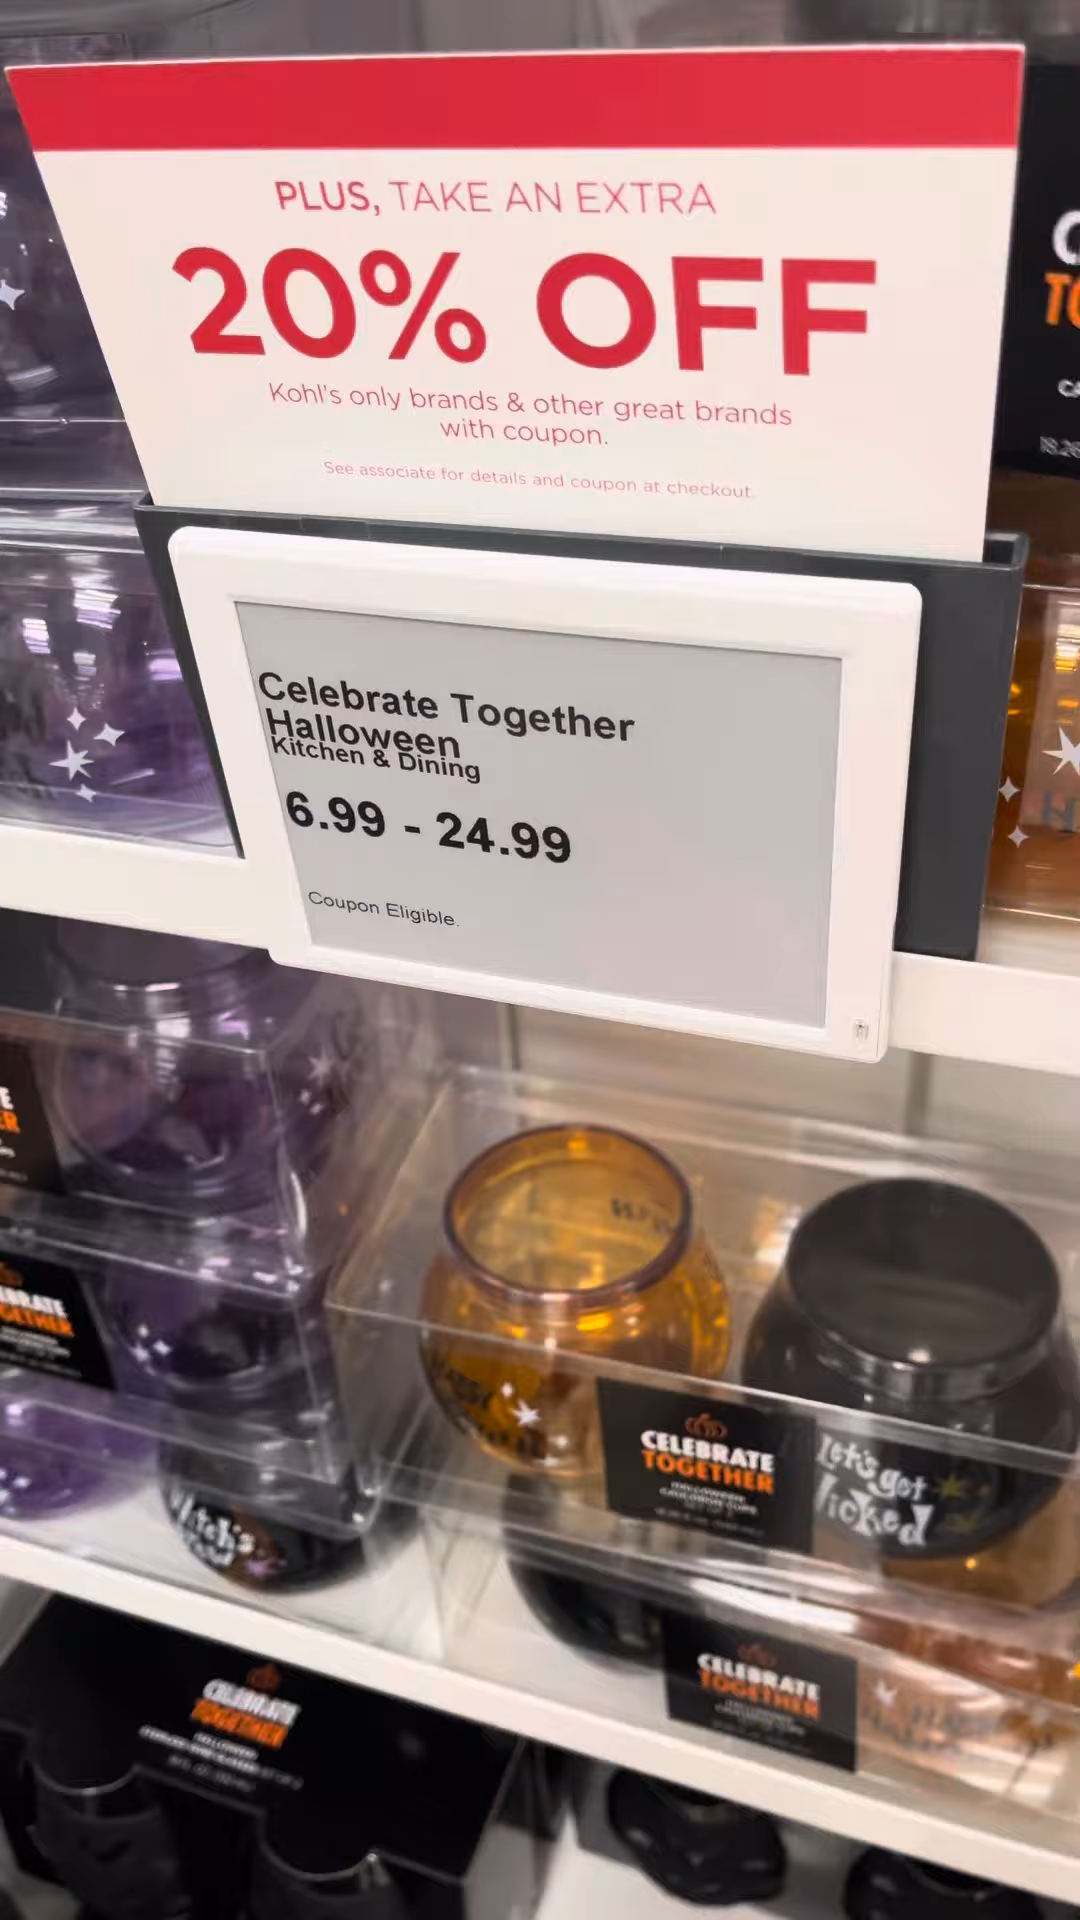 PLUS, TAKE AN EXTRA
20% OFF
Kohl's only brands & other great brands
with coupon.
See associate for details and coupon at checkout.
Celebrate Together
Halloween
Kitchen & Dining
6.99 - 24.99
Coupon Eligible.
CELEBRATE
TOGETHER
Let's get
CELEBRATE
TOGETHER
CELEBRATE
TOGETHER